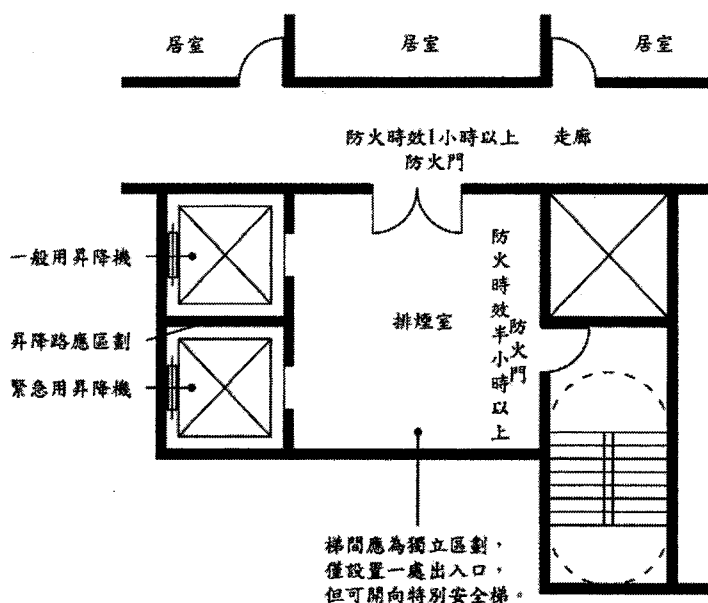 居室
居室
居室
防火時效1小時以上
防火門
走廊
一般用昇降機
昇降路應區劃
緊急用昇降機
排煙室
防火時效半小時以上
防火門
梯間應為獨立區劃，
僅設置一處出入口，
但可開向特別安全梯。